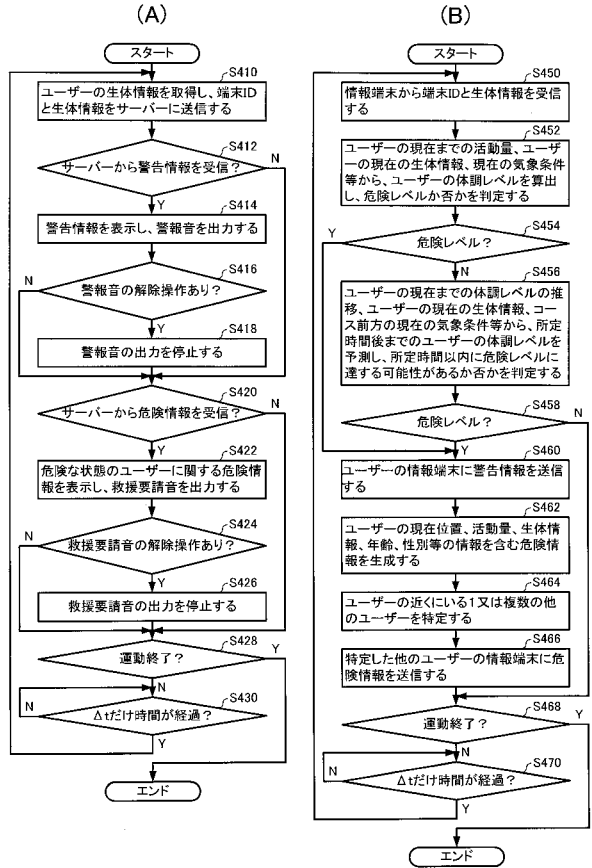 (A)
スタート
S410
ユーザーの生体情報を取得し、端末ID
と生体情報をサーバーに送信する
S412
サーバーから警告情報を受信?
N
Y
S414
警告情報を表示し、警報音を出力する
S416
N
警報音の解除操作あり?
Y
S418
警報音の出力を停止する
S420
サーバーから危険情報を受信?
N
Y
S422
危険な状態のユーザーに関する危険情
報を表示し、救援要請音を出力する
S424
N
救援要請音の解除操作あり?
Y
S426
救援要請音の出力を停止する
S428
運動終了?
Y
N
S430
N
Δtだけ時間が経過?
Y
エンド
(B)
スタート
S450
情報端末から端末IDと生体情報を受信
する
S452
ユーザーの現在までの活動量、ユーザ
ーの現在の生体情報、現在の気象条件
等から、ユーザーの体調レベルを算出
し、危険レベルか否かを判定する
S454
Y
危険レベル?
N
S456
ユーザーの現在までの体調レベルの推
移、ユーザーの現在の生体情報、コー
ス前方の現在の気象条件等から、所定
時間後までのユーザーの体調レベルを
予測し、所定時間以内に危険レベルに
達する可能性があるか否かを判定する
S458
危険レベル?
N
Y
S460
ユーザーの情報端末に警告情報を送信
する
S462
ユーザーの現在位置、活動量、生体情
報、年齢、性別等の情報を含む危険情
報を生成する
S464
ユーザーの近くにいる1又は複数の他
のユーザーを特定する
S466
特定した他のユーザーの情報端末に危
険情報を送信する
S468
運動終了?
Y
N
S470
N
Δtだけ時間が経過?
Y
エンド